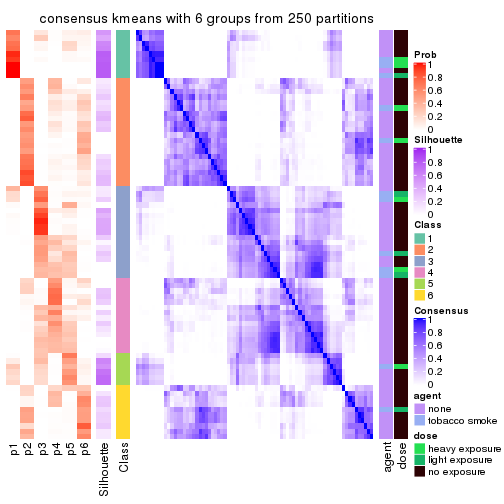 consensus kmeans with 6 groups from 250 partitions
Prob
1
0.8
0.6
0.4
0.2
0
Silhouette
1
0.8
0.6
0.4
0.2
0
Class
1
2
3
4
5
6
Consensus
1
0.8
0.6
0.4
0.2
0
agent
none
tobacco smoke
dose
heavy exposure
light exposure
no exposure
p1
p2
p3
p4
p5
p6
Silhouette
Class
agent
dose